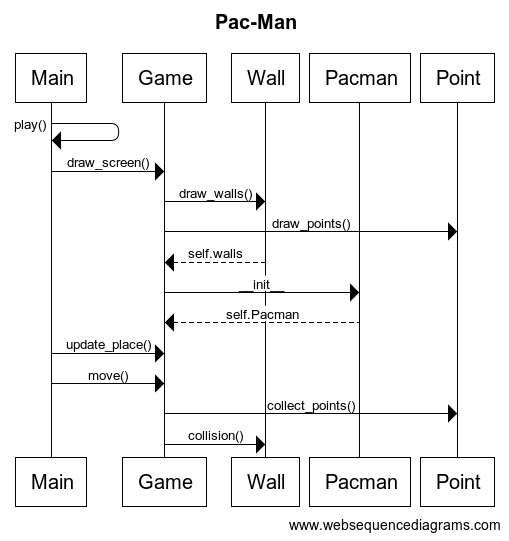 Pac-Man
Main Game Wall Pacman Point
play()
draw_screen()
draw_walls()
draw_points()
self.walls
__init__
self.Pacman
update_place()
move()
collect_points()
collision()
Main Game Wall Pacman Point
www.websequencediagrams.com